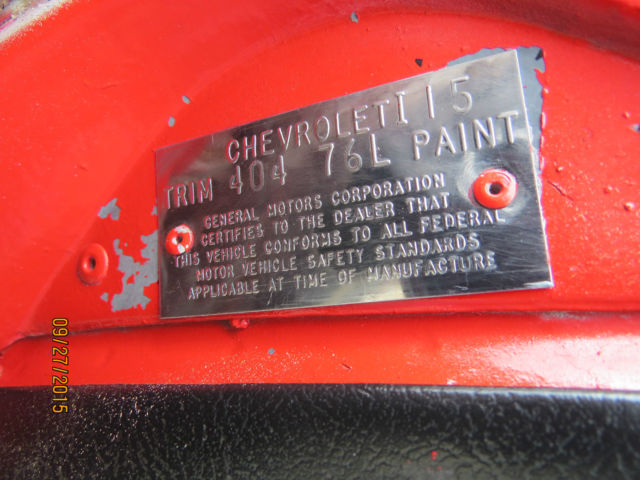 CHEVROLET I 15
TRIM 404 76L PAINT
GENERAL MOTORS CORPORATION
CERTIFIES TO THE DEALER THAT
THIS VEHICLE CONFORMS TO ALL FEDERAL
MOTOR VEHICLE SAFETY STANDARDS
APPLICABLE AT TIME OF MANUFACTURE
09/27/2015